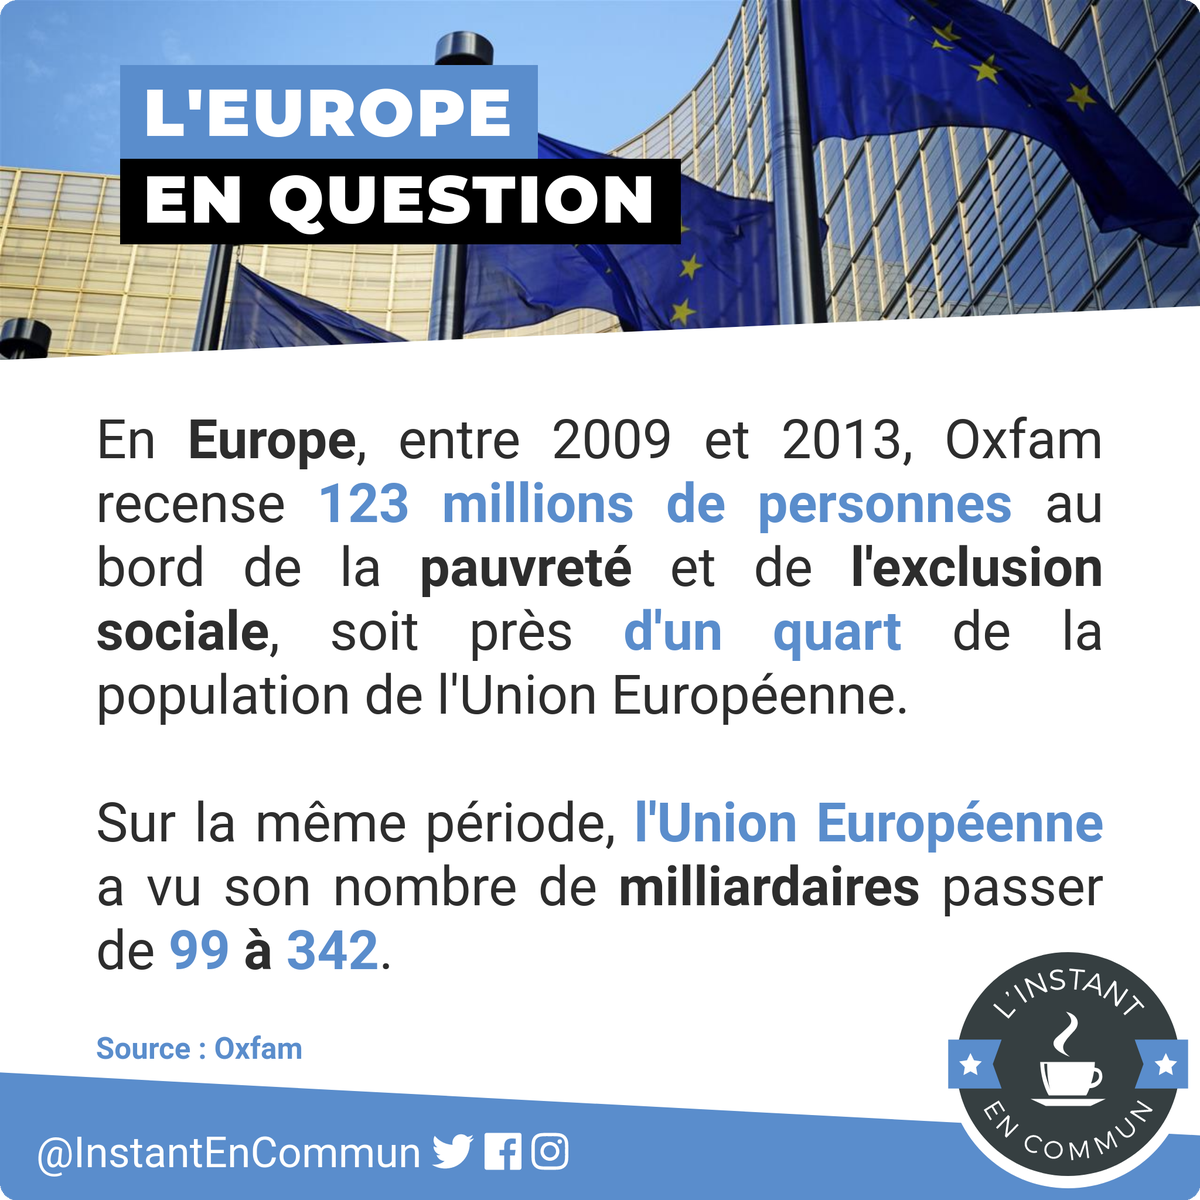 L'EUROPE
EN QUESTION
En Europe, entre 2009 et 2013, Oxfam
recense 123 millions de personnes au
bord de la pauvreté et de l'exclusion
sociale, soit près d'un quart de la
population de l'Union Européenne.
Sur la même période, l'Union Européenne
a vu son nombre de milliardaires passer
de 99 à 342.
Source : Oxfam
L'INSTANT
EN COMMUN
@InstantEnCommun